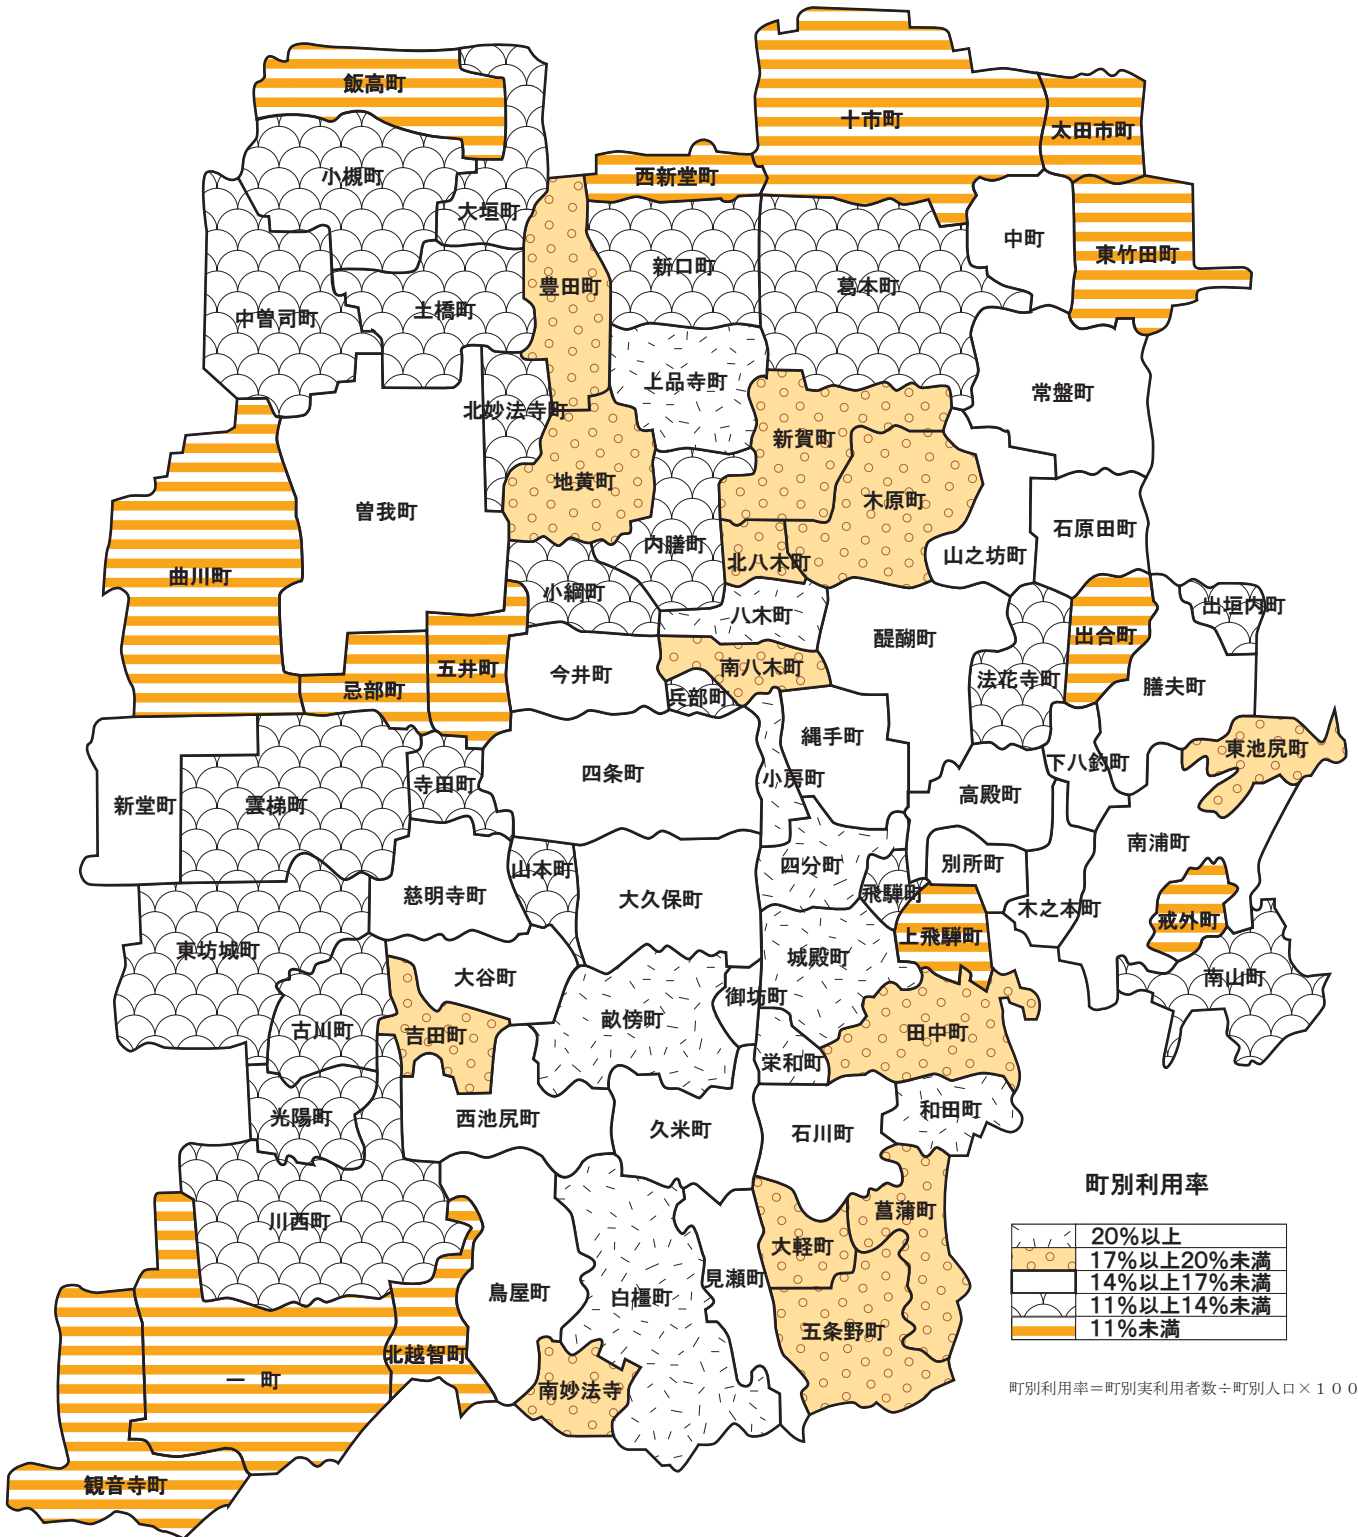 飯高町
十市町
太田市町
小槻町
西新堂町
大垣町
中町
東竹田町
新口町
豊田町
葛本町
中曽司町
土橋町
上品寺町
常盤町
北妙法寺町
新賀町
地黄町
木原町
曽我町
石原田町
内膳町
山之坊町
北八木町
曲川町
小綱町
出垣内町
八木町
醍醐町
出合町
五井町
今井町
南八木町
法花寺町
膳夫町
忌部町
兵部町
縄手町
東池尻町
下八釣町
四条町
小房町
寺田町
高殿町
新堂町
雲梯町
南浦町
四分町
別所町
山本町
慈明寺町
大久保町
飛騨町
木之本町
戒外町
上飛騨町
東坊城町
城殿町
大谷町
南山町
御坊町
畝傍町
古川町
吉田町
田中町
栄和町
光陽町
西池尻町
和田町
久米町
石川町
川西町
菖蒲町
大軽町
見瀬町
鳥屋町
白橿町
五条野町
北越智町
一 町
南妙法寺
観音寺町
町別利用率
20%以上
17%以上20%未満
14%以上17%未満
11%以上14%未満
11%未満
町別利用率＝町別実利用者数÷町別人口×１００